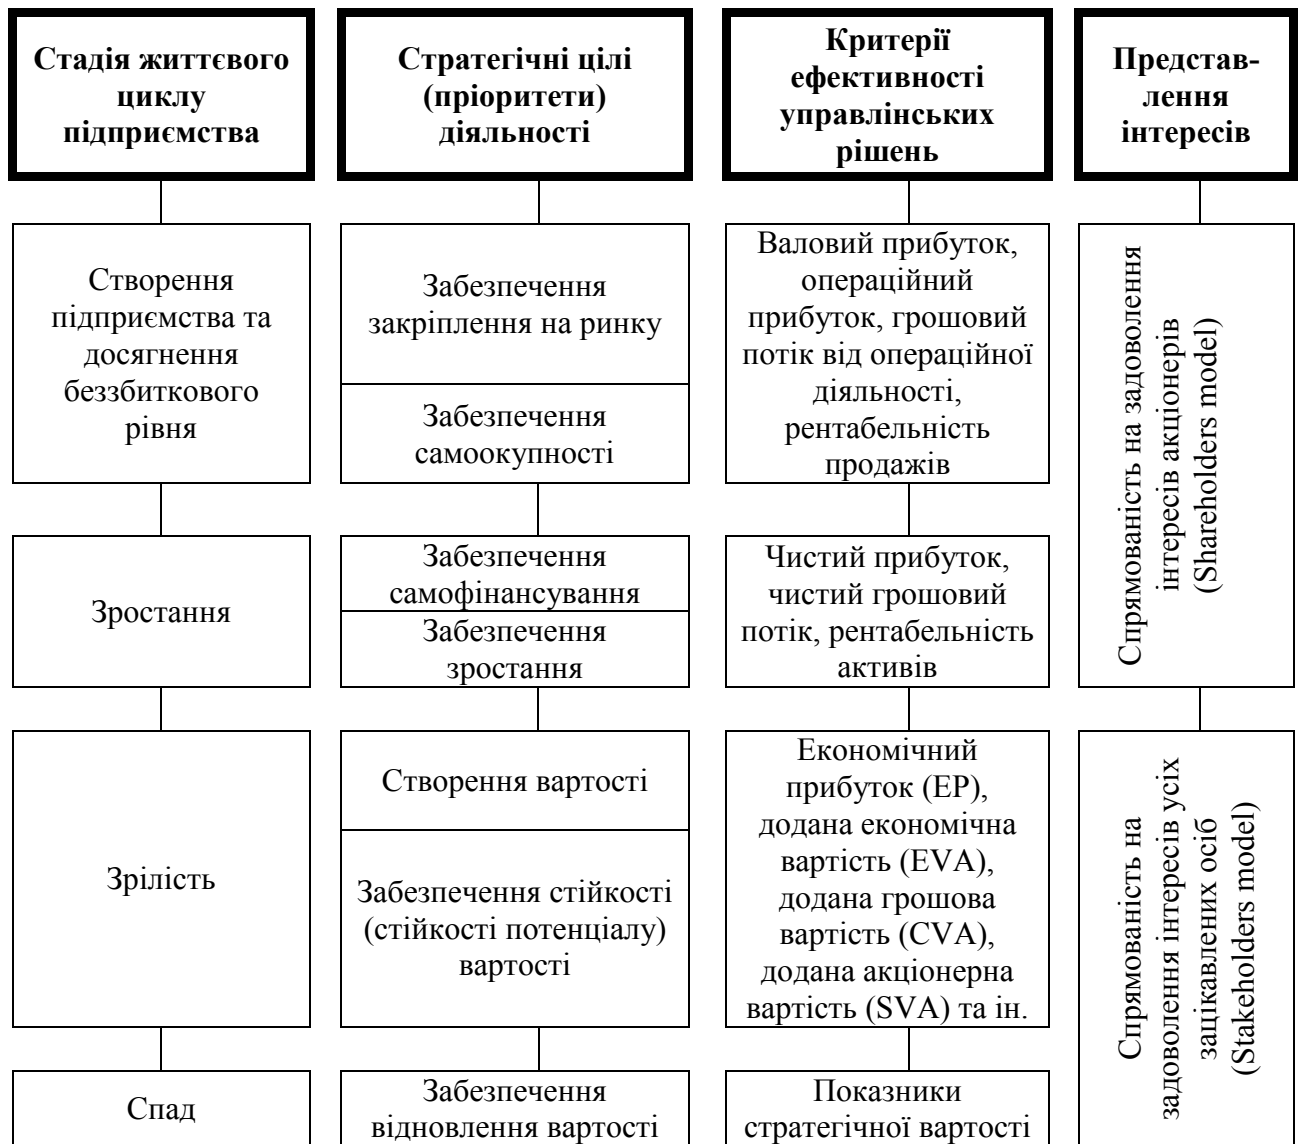 Стадія життєвого
циклу
підприємства
Стратегічні цілі
(пріоритети)
діяльності
Критерії
ефективності
управлінських
рішень
Представ-
лення
інтересів
Створення
підприємства та
досягнення
беззбиткового
рівня
Забезпечення
закріплення на ринку
Забезпечення
самоокупності
Валовий прибуток,
операційний
прибуток, грошовий
потік від операційної
діяльності,
рентабельність
продажів
Спрямованість на задоволення
інтересів акціонерів
(Shareholders model)
Зростання
Забезпечення
самофінансування
Забезпечення
зростання
Чистий прибуток,
чистий грошовий
потік, рентабельність
активів
Зрілість
Створення вартості
Забезпечення стійкості
(стійкості потенціалу)
вартості
Економічний
прибуток (EP),
додана економічна
вартість (EVA),
додана грошова
вартість (CVA),
додана акціонерна
вартість (SVA) та ін.
Спрямованість на
задоволення інтересів усіх
зацікавлених осіб
(Stakeholders model)
Спад
Забезпечення
відновлення вартості
Показники
стратегічної вартості